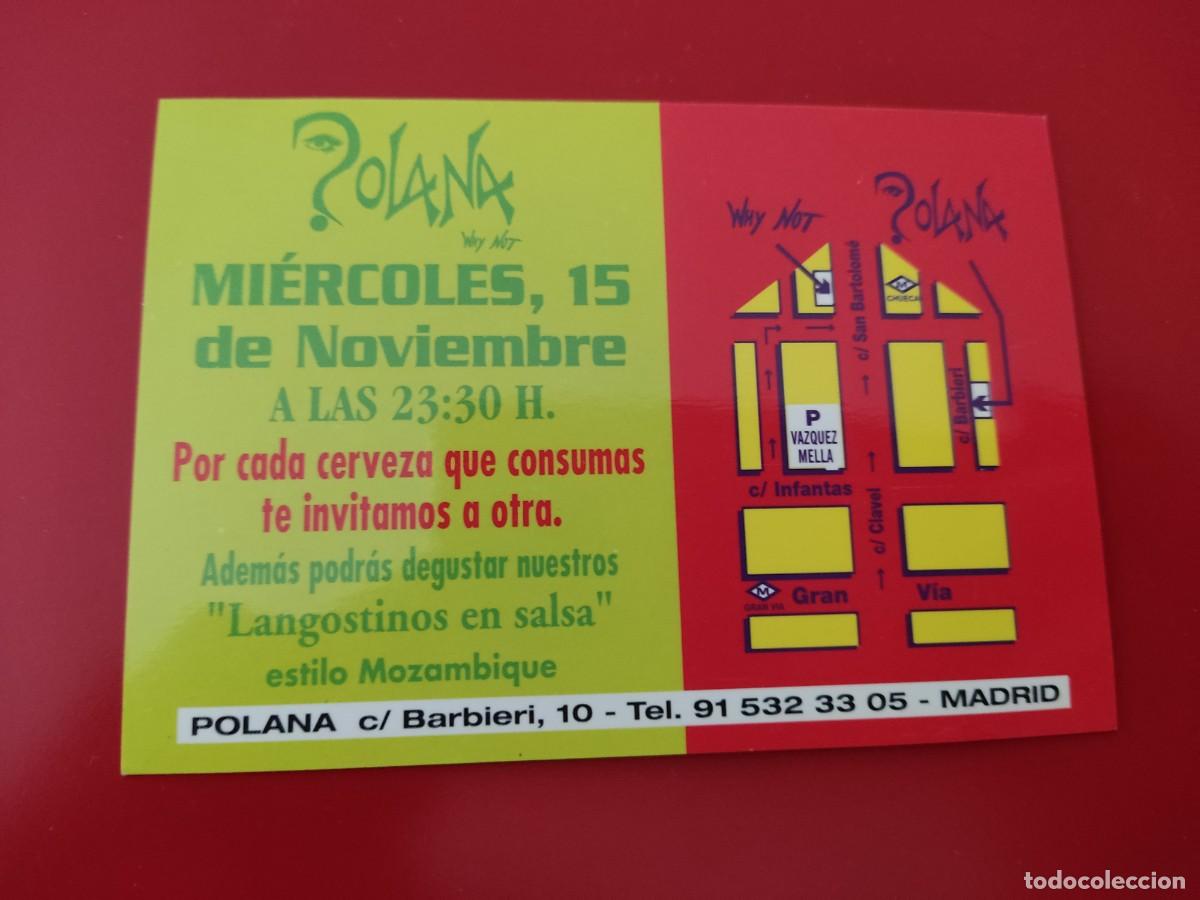 ?OLANA
WHY NOT
MIÉRCOLES, 15
de Noviembre
A LAS 23:30 H.
Por cada cerveza que consumas
te invitamos a otra.
Además podrás degustar nuestros
"Langostinos en salsa"
estilo Mozambique
WHY NOT
?OLANA
c/ San Bartolomé
M
CHUECA
c/ Barbieri
P
VAZQUEZ
MELLA
c/ Infantas
c/ Clavel
M
GRAN VIA
Gran Vía
POLANA c/ Barbieri, 10 - Tel. 91 532 33 05 - MADRID
todocoleccion